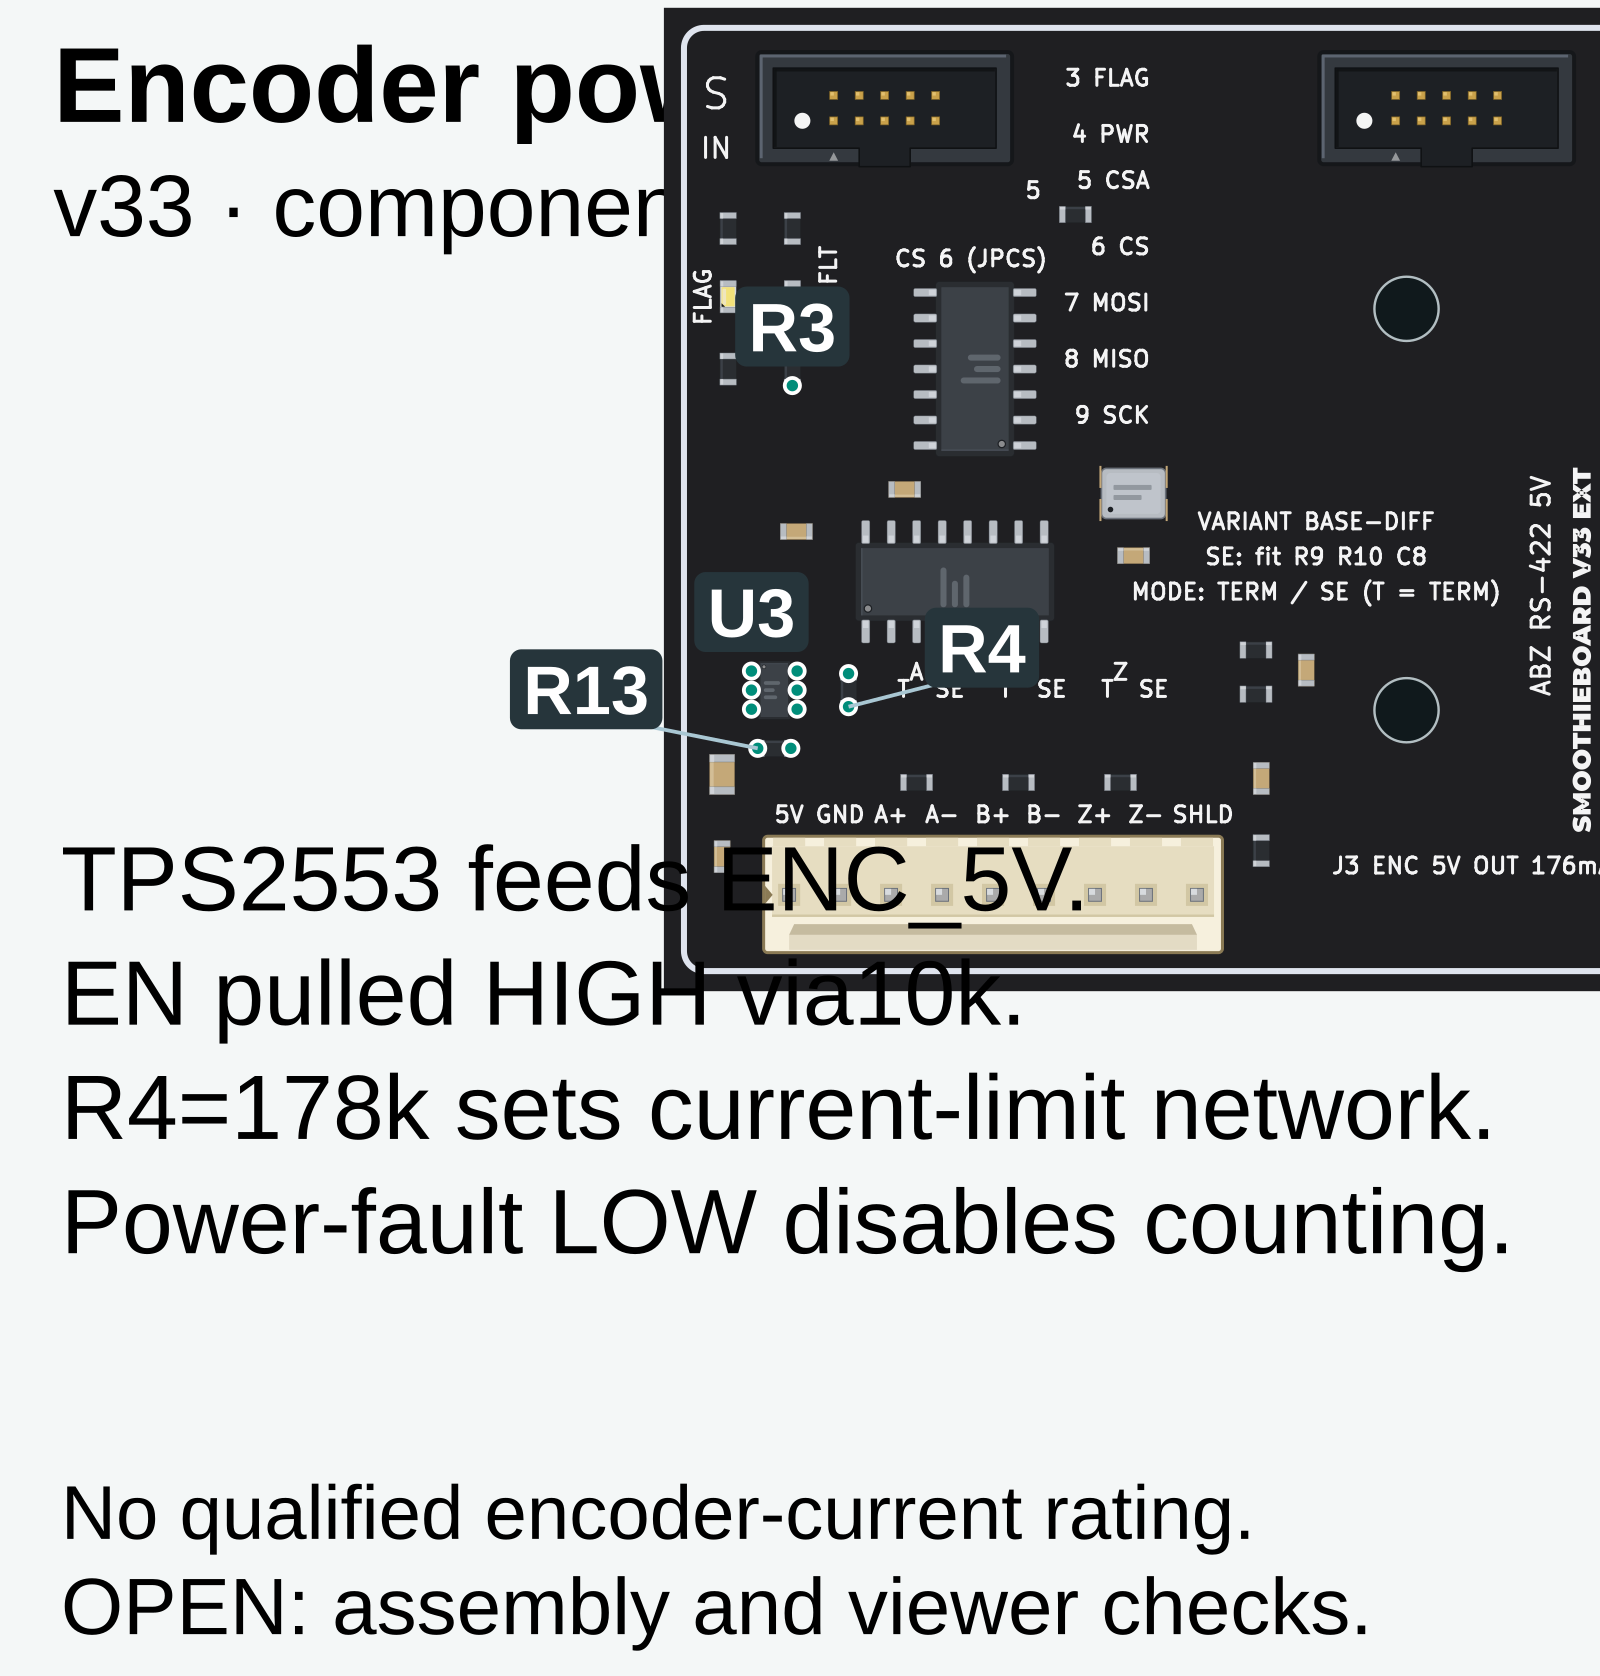 Encoder pow
v33 · componen
S
IN
3 FLAG
4 PWR
5
5 CSA
6 CS
CS 6 (JPCS)
7 MOSI
8 MISO
9 SCK
FLAG
FLT
R3
VARIANT BASE-DIFF
SE: fit R9 R10 C8
MODE: TERM / SE (T = TERM)
ABZ RS-422 5V
SMOOTHIEBOARD V33 EXT
U3
R4
R13
A
Z
T SE T SE T SE
5V GND A+ A- B+ B- Z+ Z- SHLD
J3 ENC 5V OUT 176m
TPS2553 feeds ENC_5V.
EN pulled HIGH via10k.
R4=178k sets current-limit network.
Power-fault LOW disables counting.
No qualified encoder-current rating.
OPEN: assembly and viewer checks.